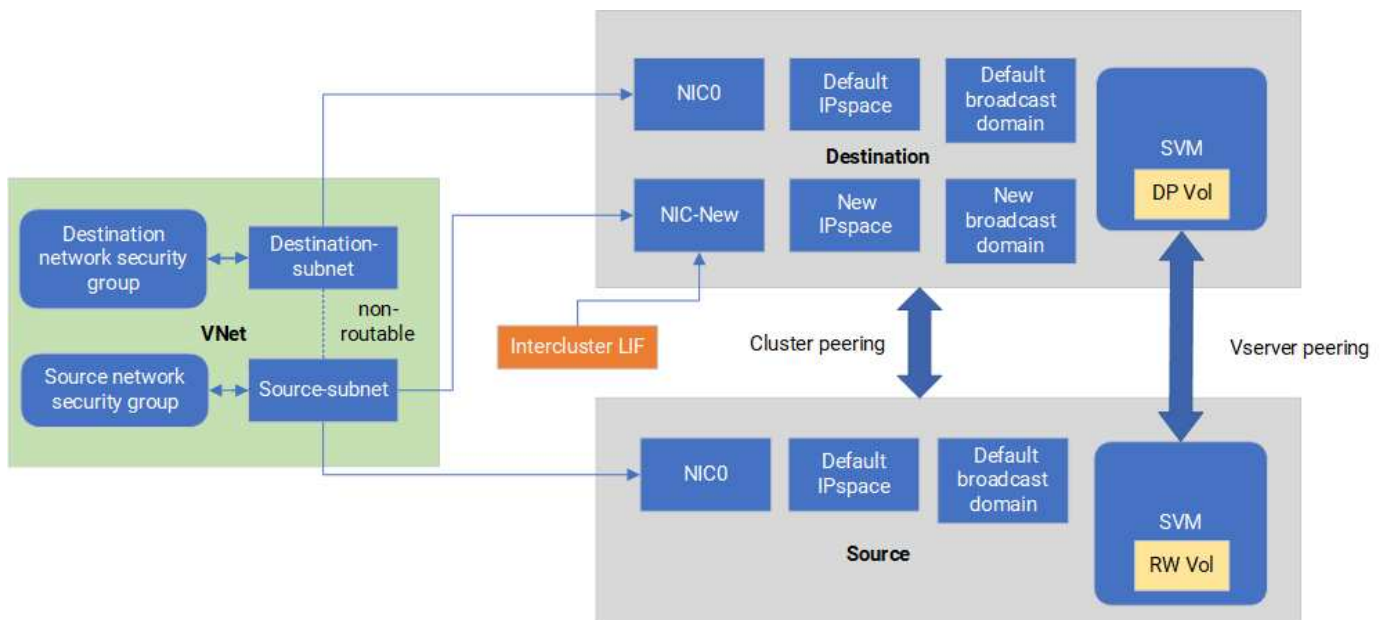 NIC0
Default
IPspace
Default
broadcast
domain
SVM
DP Vol
Destination
NIC-New
New
IPspace
New
broadcast
domain
Destination
network security
group
Destination-
subnet
VNet
non-
routable
Source network
security group
Source-subnet
Intercluster LIF
Cluster peering
Vserver peering
NIC0
Default
IPspace
Default
broadcast
domain
SVM
RW Vol
Source